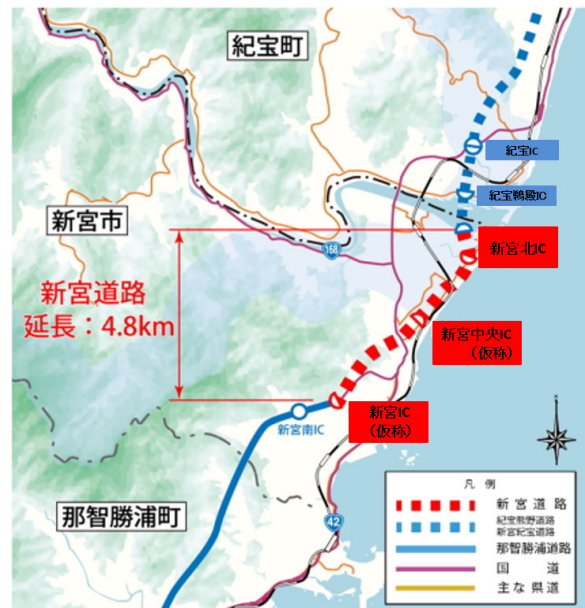 紀宝町
紀宝IC
紀宝鵜殿IC
新宮市
168
新宮北IC
新宮道路
延長：4.8km
新宮中央IC
（仮称）
新宮IC
（仮称）
新宮南IC
那智勝浦町
42
凡 例
新宮道路
紀宝熊野道路
新宮紀宝道路
那智勝浦道路
国 道
主な県道